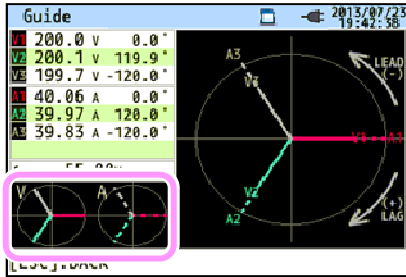 Guide
2013/07/23
19:42:38
V1 200.0 V 0.0°
V2 200.1 V 119.9°
V3 199.7 V -120.0°
A1 40.06 A 0.0°
A2 39.97 A 120.0°
A3 39.83 A -120.0°
V A
A3
V3
LEAD
(-)
V1 A1
V2
A2
(+)
LAG